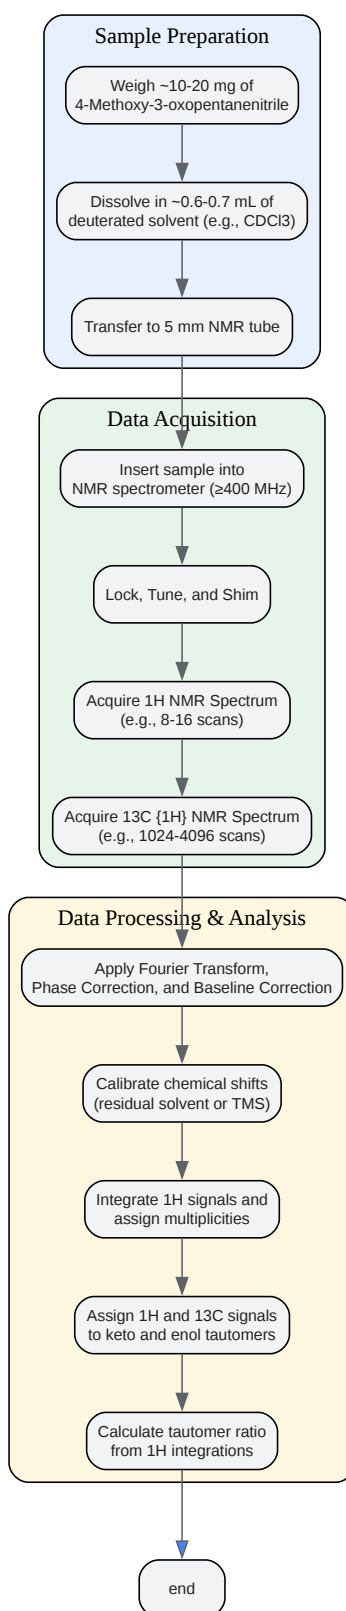 Sample Preparation
Weigh ~10-20 mg of
4-Methoxy-3-oxopentanenitrile
Dissolve in ~0.6-0.7 mL of
deuterated solvent (e.g., CDCl3)
Transfer to 5 mm NMR tube
Data Acquisition
Insert sample into
NMR spectrometer (≥400 MHz)
Lock, Tune, and Shim
Acquire 1H NMR Spectrum
(e.g., 8-16 scans)
Acquire 13C {1H} NMR Spectrum
(e.g., 1024-4096 scans)
Data Processing & Analysis
Apply Fourier Transform,
Phase Correction, and Baseline Correction
Calibrate chemical shifts
(residual solvent or TMS)
Integrate 1H signals and
assign multiplicities
Assign 1H and 13C signals
to keto and enol tautomers
Calculate tautomer ratio
from 1H integrations
end